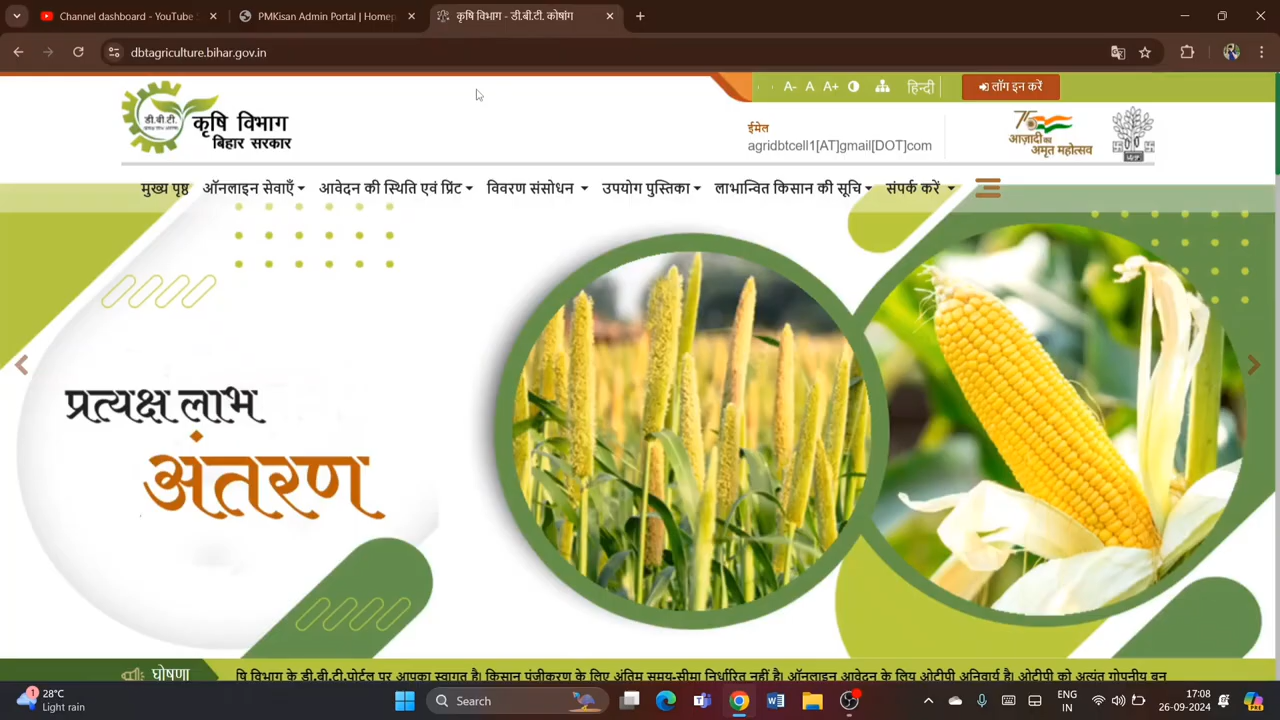 Channel dashboard - YouTube
PMKisan Admin Portal | Homep
कृषि विभाग - डी.बी.टी. कोषांग
dbtagriculture.bihar.gov.in
A- A A+ हिन्दी लॉग इन करें
डी.बी.टी.
कृषि विभाग
बिहार सरकार
ईमेल
agridbtcell1[AT]gmail[DOT]com
75
आज़ादी का
अमृत महोत्सव
मुख्य पृष्ठ ऑनलाइन सेवाएँ आवेदन की स्थिति एवं प्रिंट विवरण संसोधन उपयोग पुस्तिका लाभान्वित किसान की सूचि संपर्क करें
प्रत्यक्ष लाभ
अंतरण
घोषणा
षि विभाग के डी.बी.टी.पोर्टल पर आपका स्वागत है। किसान पंजीकरण के लिए अंतिम समय-सीमा निर्धारित नहीं है। ऑनलाइन आवेदन के लिए ओटीपी अनिवार्य है। ओटीपी को अत्यंत गोपनीय बन
1
28°C
Light rain
Search
ENG
IN
17:08
26-09-2024